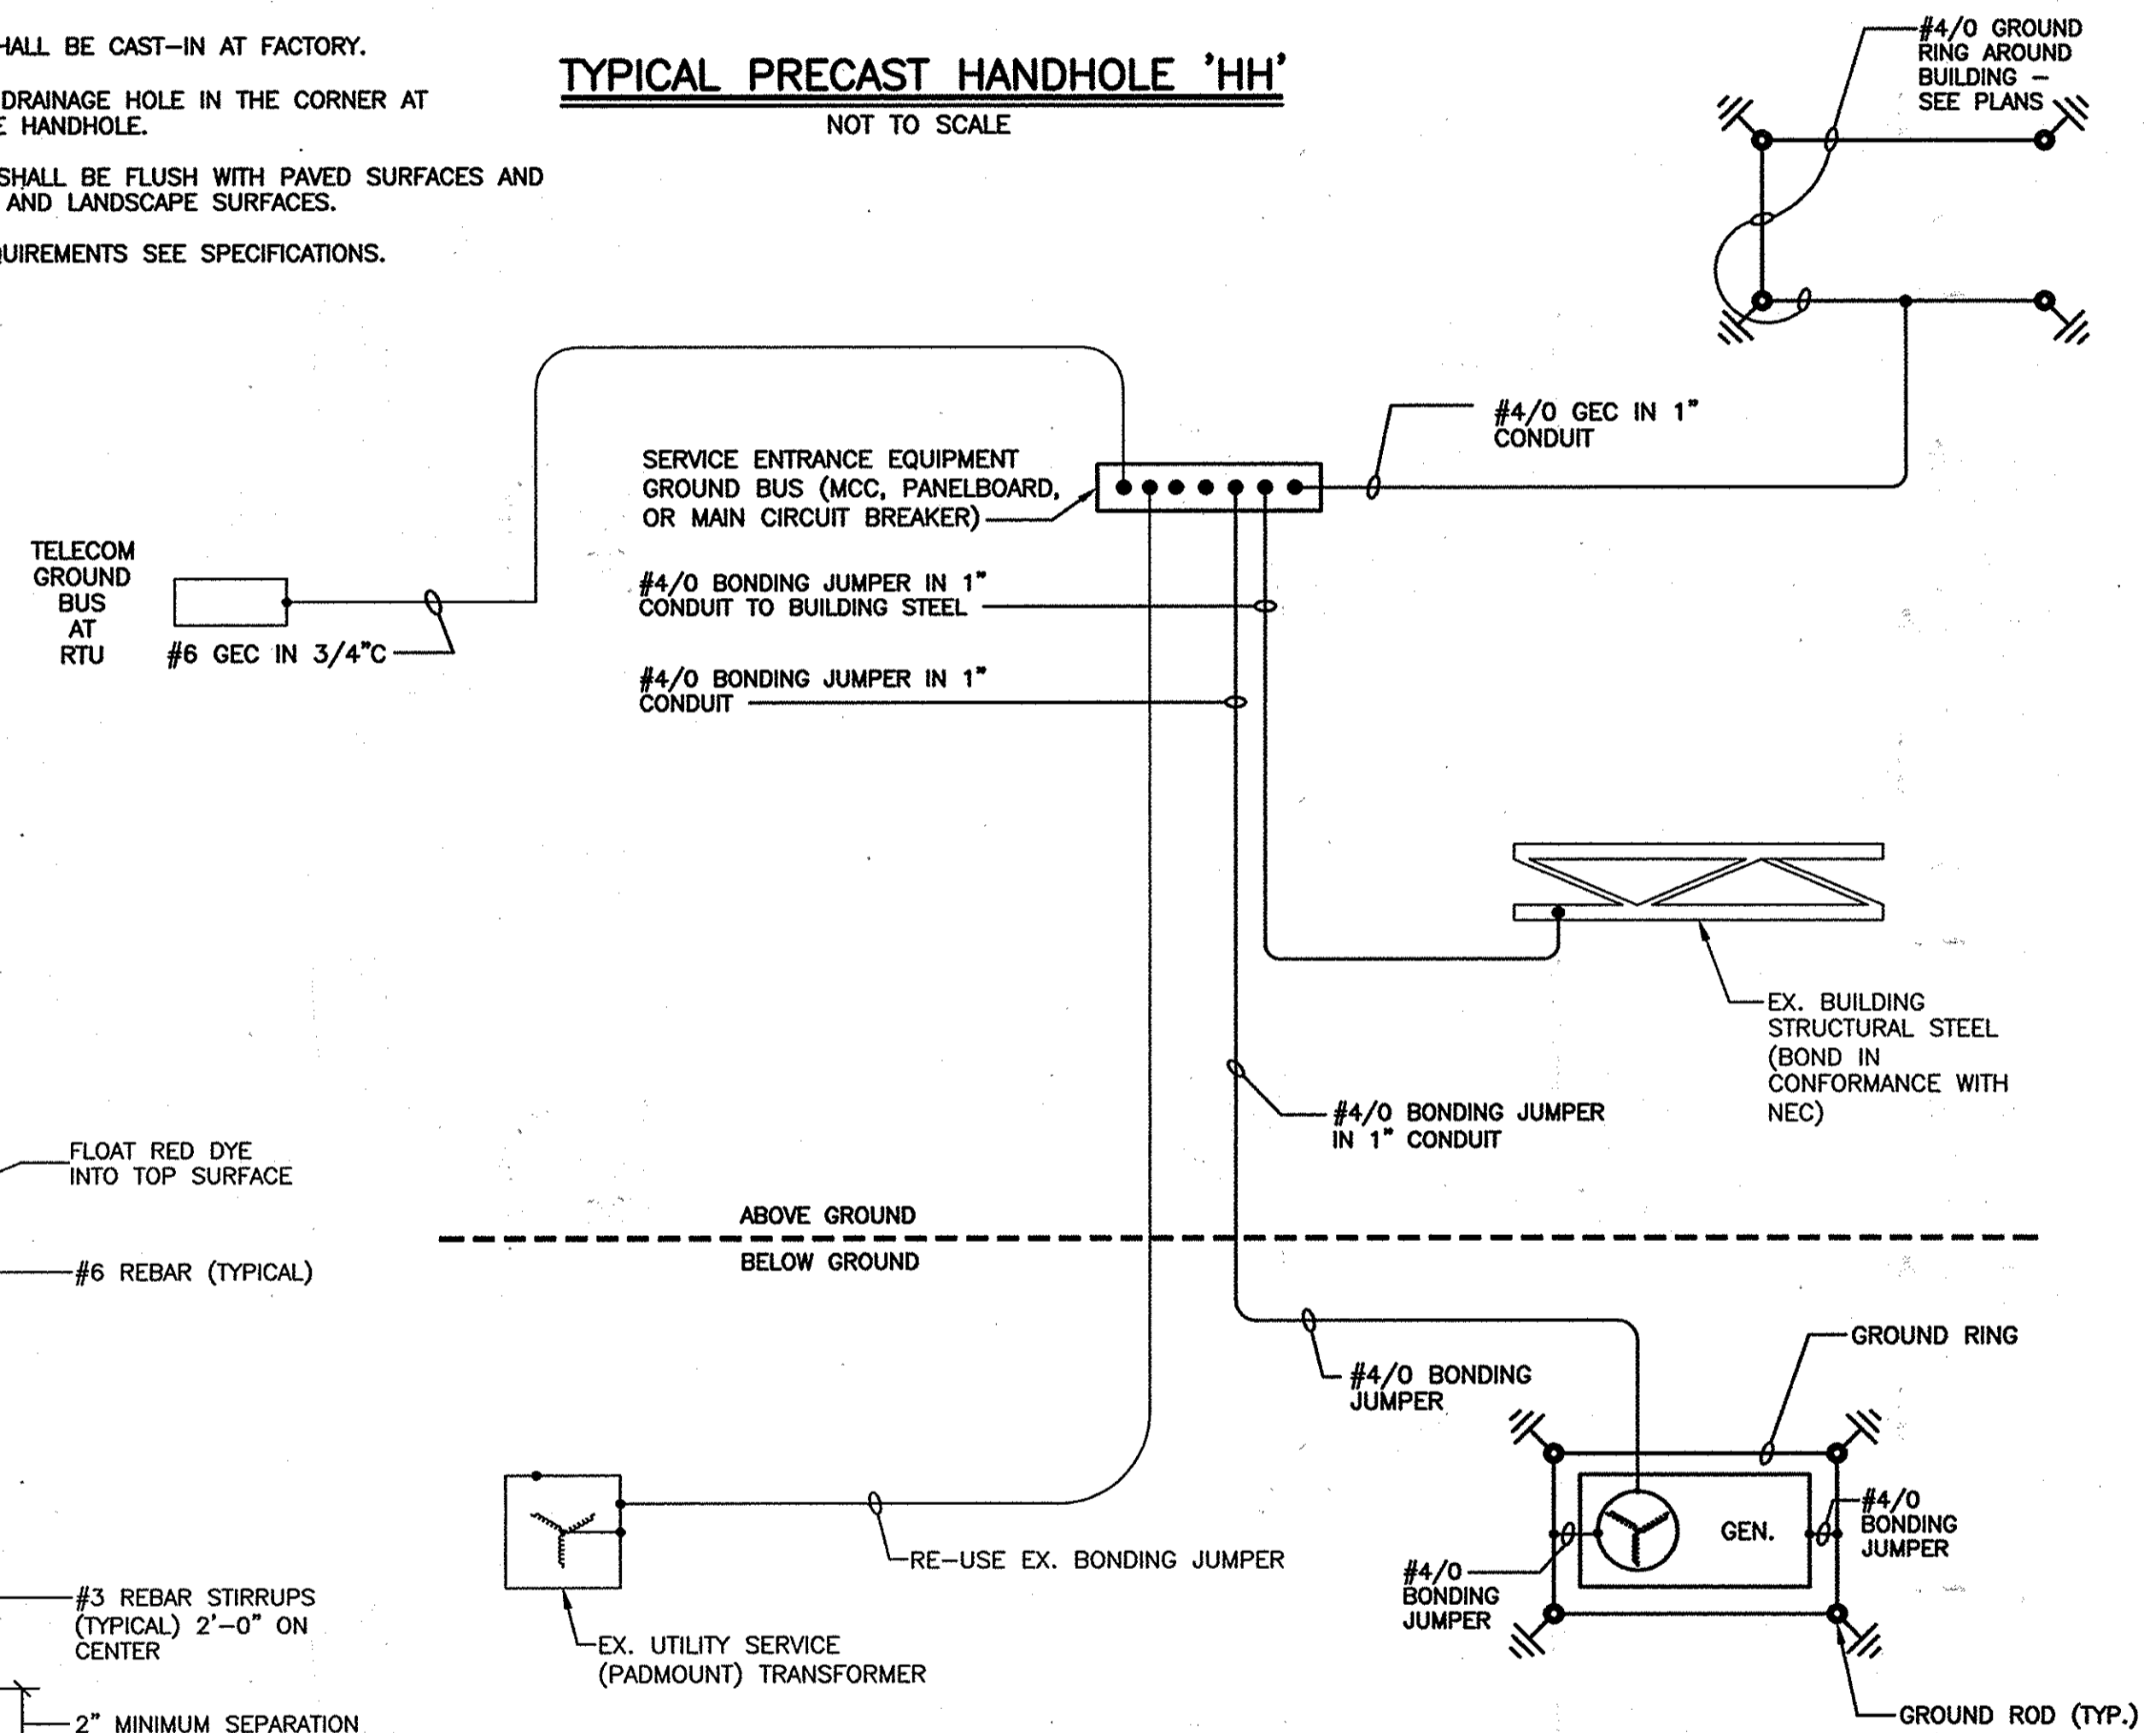 HALL BE CAST-IN AT FACTORY.
DRAINAGE HOLE IN THE CORNER AT
HANDHOLE.
SHALL BE FLUSH WITH PAVED SURFACES AND
AND LANDSCAPE SURFACES.
QUIREMENTS SEE SPECIFICATIONS.
TYPICAL PRECAST HANDHOLE 'HH'
NOT TO SCALE
#4/0 GROUND
RING AROUND
BUILDING -
SEE PLANS
#4/0 GEC IN 1"
CONDUIT
SERVICE ENTRANCE EQUIPMENT
GROUND BUS (MCC, PANELBOARD,
OR MAIN CIRCUIT BREAKER)
TELECOM
GROUND
BUS
AT
RTU
#6 GEC IN 3/4"C
#4/0 BONDING JUMPER IN 1"
CONDUIT TO BUILDING STEEL
#4/0 BONDING JUMPER IN 1"
CONDUIT
EX. BUILDING
STRUCTURAL STEEL
(BOND IN
CONFORMANCE WITH
NEC)
#4/0 BONDING JUMPER
IN 1" CONDUIT
FLOAT RED DYE
INTO TOP SURFACE
ABOVE GROUND
BELOW GROUND
#6 REBAR (TYPICAL)
GROUND RING
#4/0 BONDING
JUMPER
GEN.
#4/0
BONDING
JUMPER
#4/0
BONDING
JUMPER
RE-USE EX. BONDING JUMPER
#3 REBAR STIRRUPS
(TYPICAL) 2'-0" ON
CENTER
EX. UTILITY SERVICE
(PADMOUNT) TRANSFORMER
GROUND ROD (TYP.)
2" MINIMUM SEPARATION